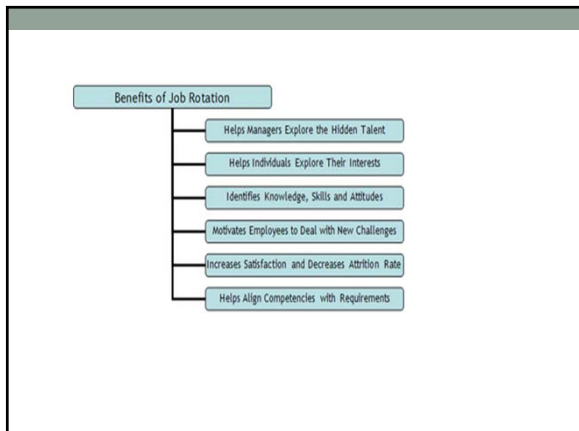 Benefits of Job Rotation
Helps Managers Explore the Hidden Talent
Helps Individuals Explore Their Interests
Identifies Knowledge, Skills and Attitudes
Motivates Employees to Deal with New Challenges
Increases Satisfaction and Decreases Attrition Rate
Helps Align Competencies with Requirements